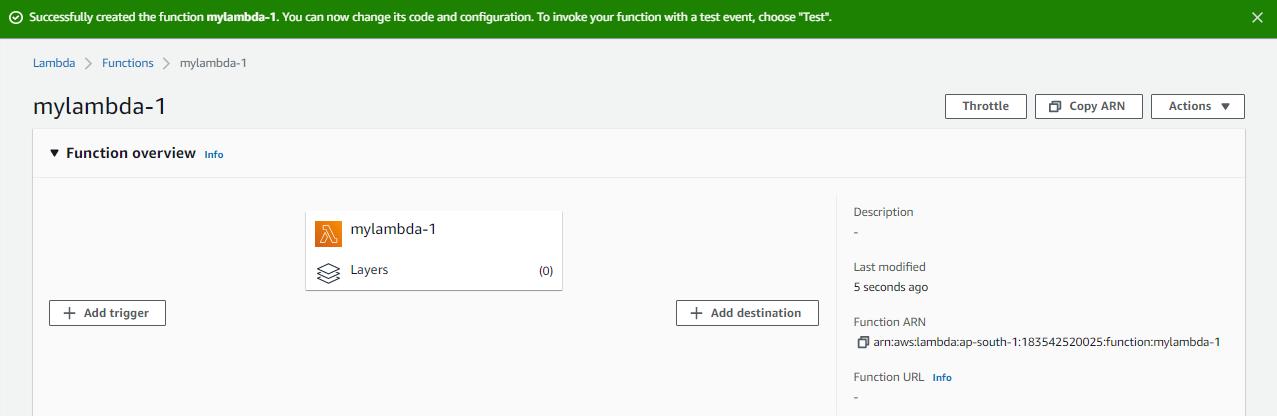 Successfully created the function mylambda-1. You can now change its code and configuration. To invoke your function with a test event, choose "Test".
Lambda Functions mylambda-1
mylambda-1
Throttle Copy ARN Actions
Function overview Info
mylambda-1
Layers (0)
Add trigger
Add destination
Description
-
Last modified
5 seconds ago
Function ARN
arn:aws:lambda:ap-south-1:183542520025:function:mylambda-1
Function URL Info
-